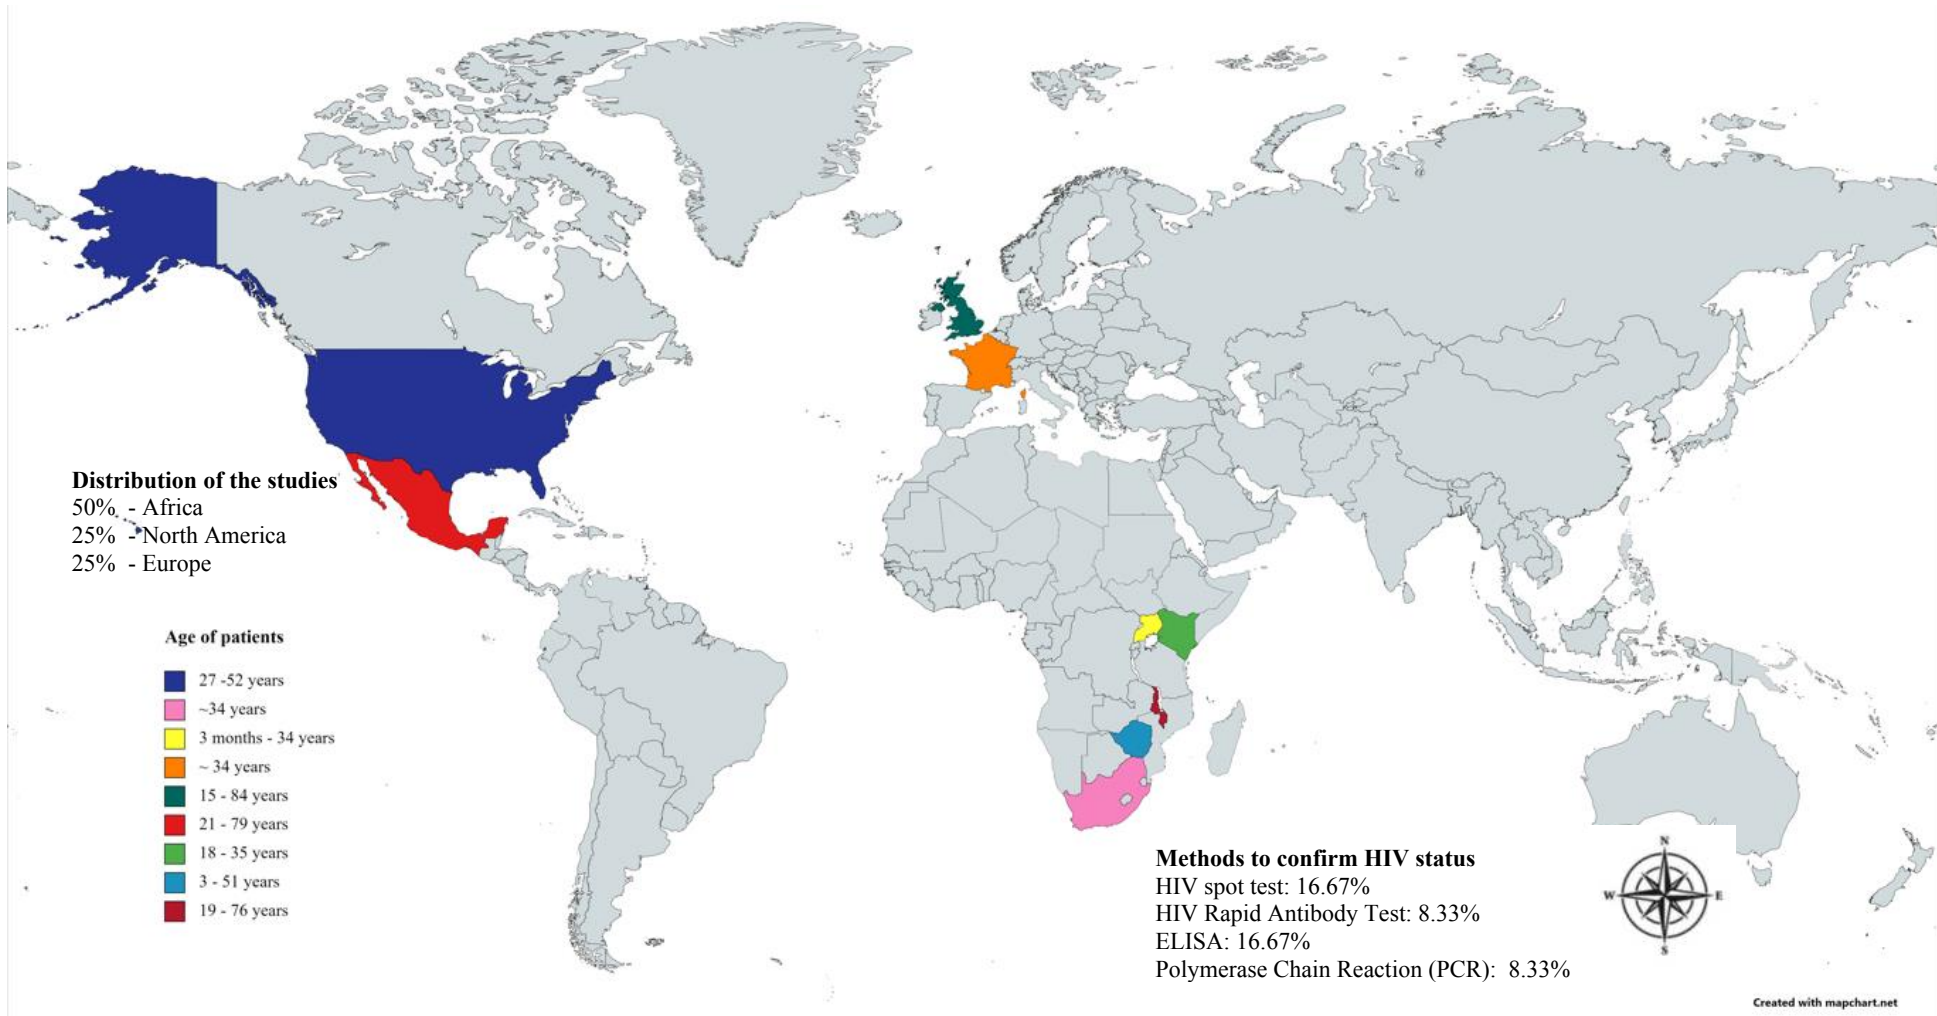 Distribution of the studies
50% - Africa
25% - North America
25% - Europe
Age of patients
27 -52 years
~34 years
3 months - 34 years
~ 34 years
15 - 84 years
21 - 79 years
18 - 35 years
3 - 51 years
19 - 76 years
Methods to confirm HIV status
HIV spot test: 16.67%
HIV Rapid Antibody Test: 8.33%
ELISA: 16.67%
Polymerase Chain Reaction (PCR): 8.33%
N
W E
S
Created with mapchart.net